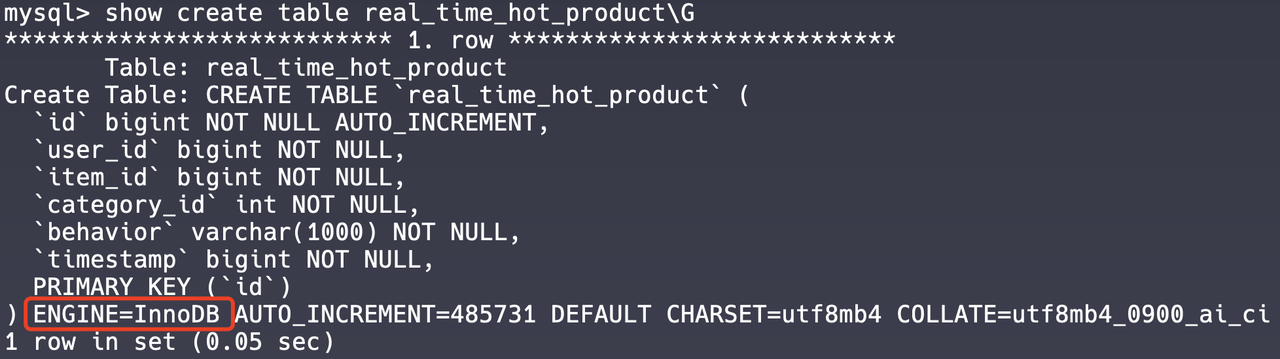 mysql> show create table real_time_hot_product\G
*************************** 1. row ***************************
       Table: real_time_hot_product
Create Table: CREATE TABLE `real_time_hot_product` (
  `id` bigint NOT NULL AUTO_INCREMENT,
  `user_id` bigint NOT NULL,
  `item_id` bigint NOT NULL,
  `category_id` int NOT NULL,
  `behavior` varchar(1000) NOT NULL,
  `timestamp` bigint NOT NULL,
  PRIMARY KEY (`id`)
) ENGINE=InnoDB AUTO_INCREMENT=485731 DEFAULT CHARSET=utf8mb4 COLLATE=utf8mb4_0900_ai_ci
1 row in set (0.05 sec)